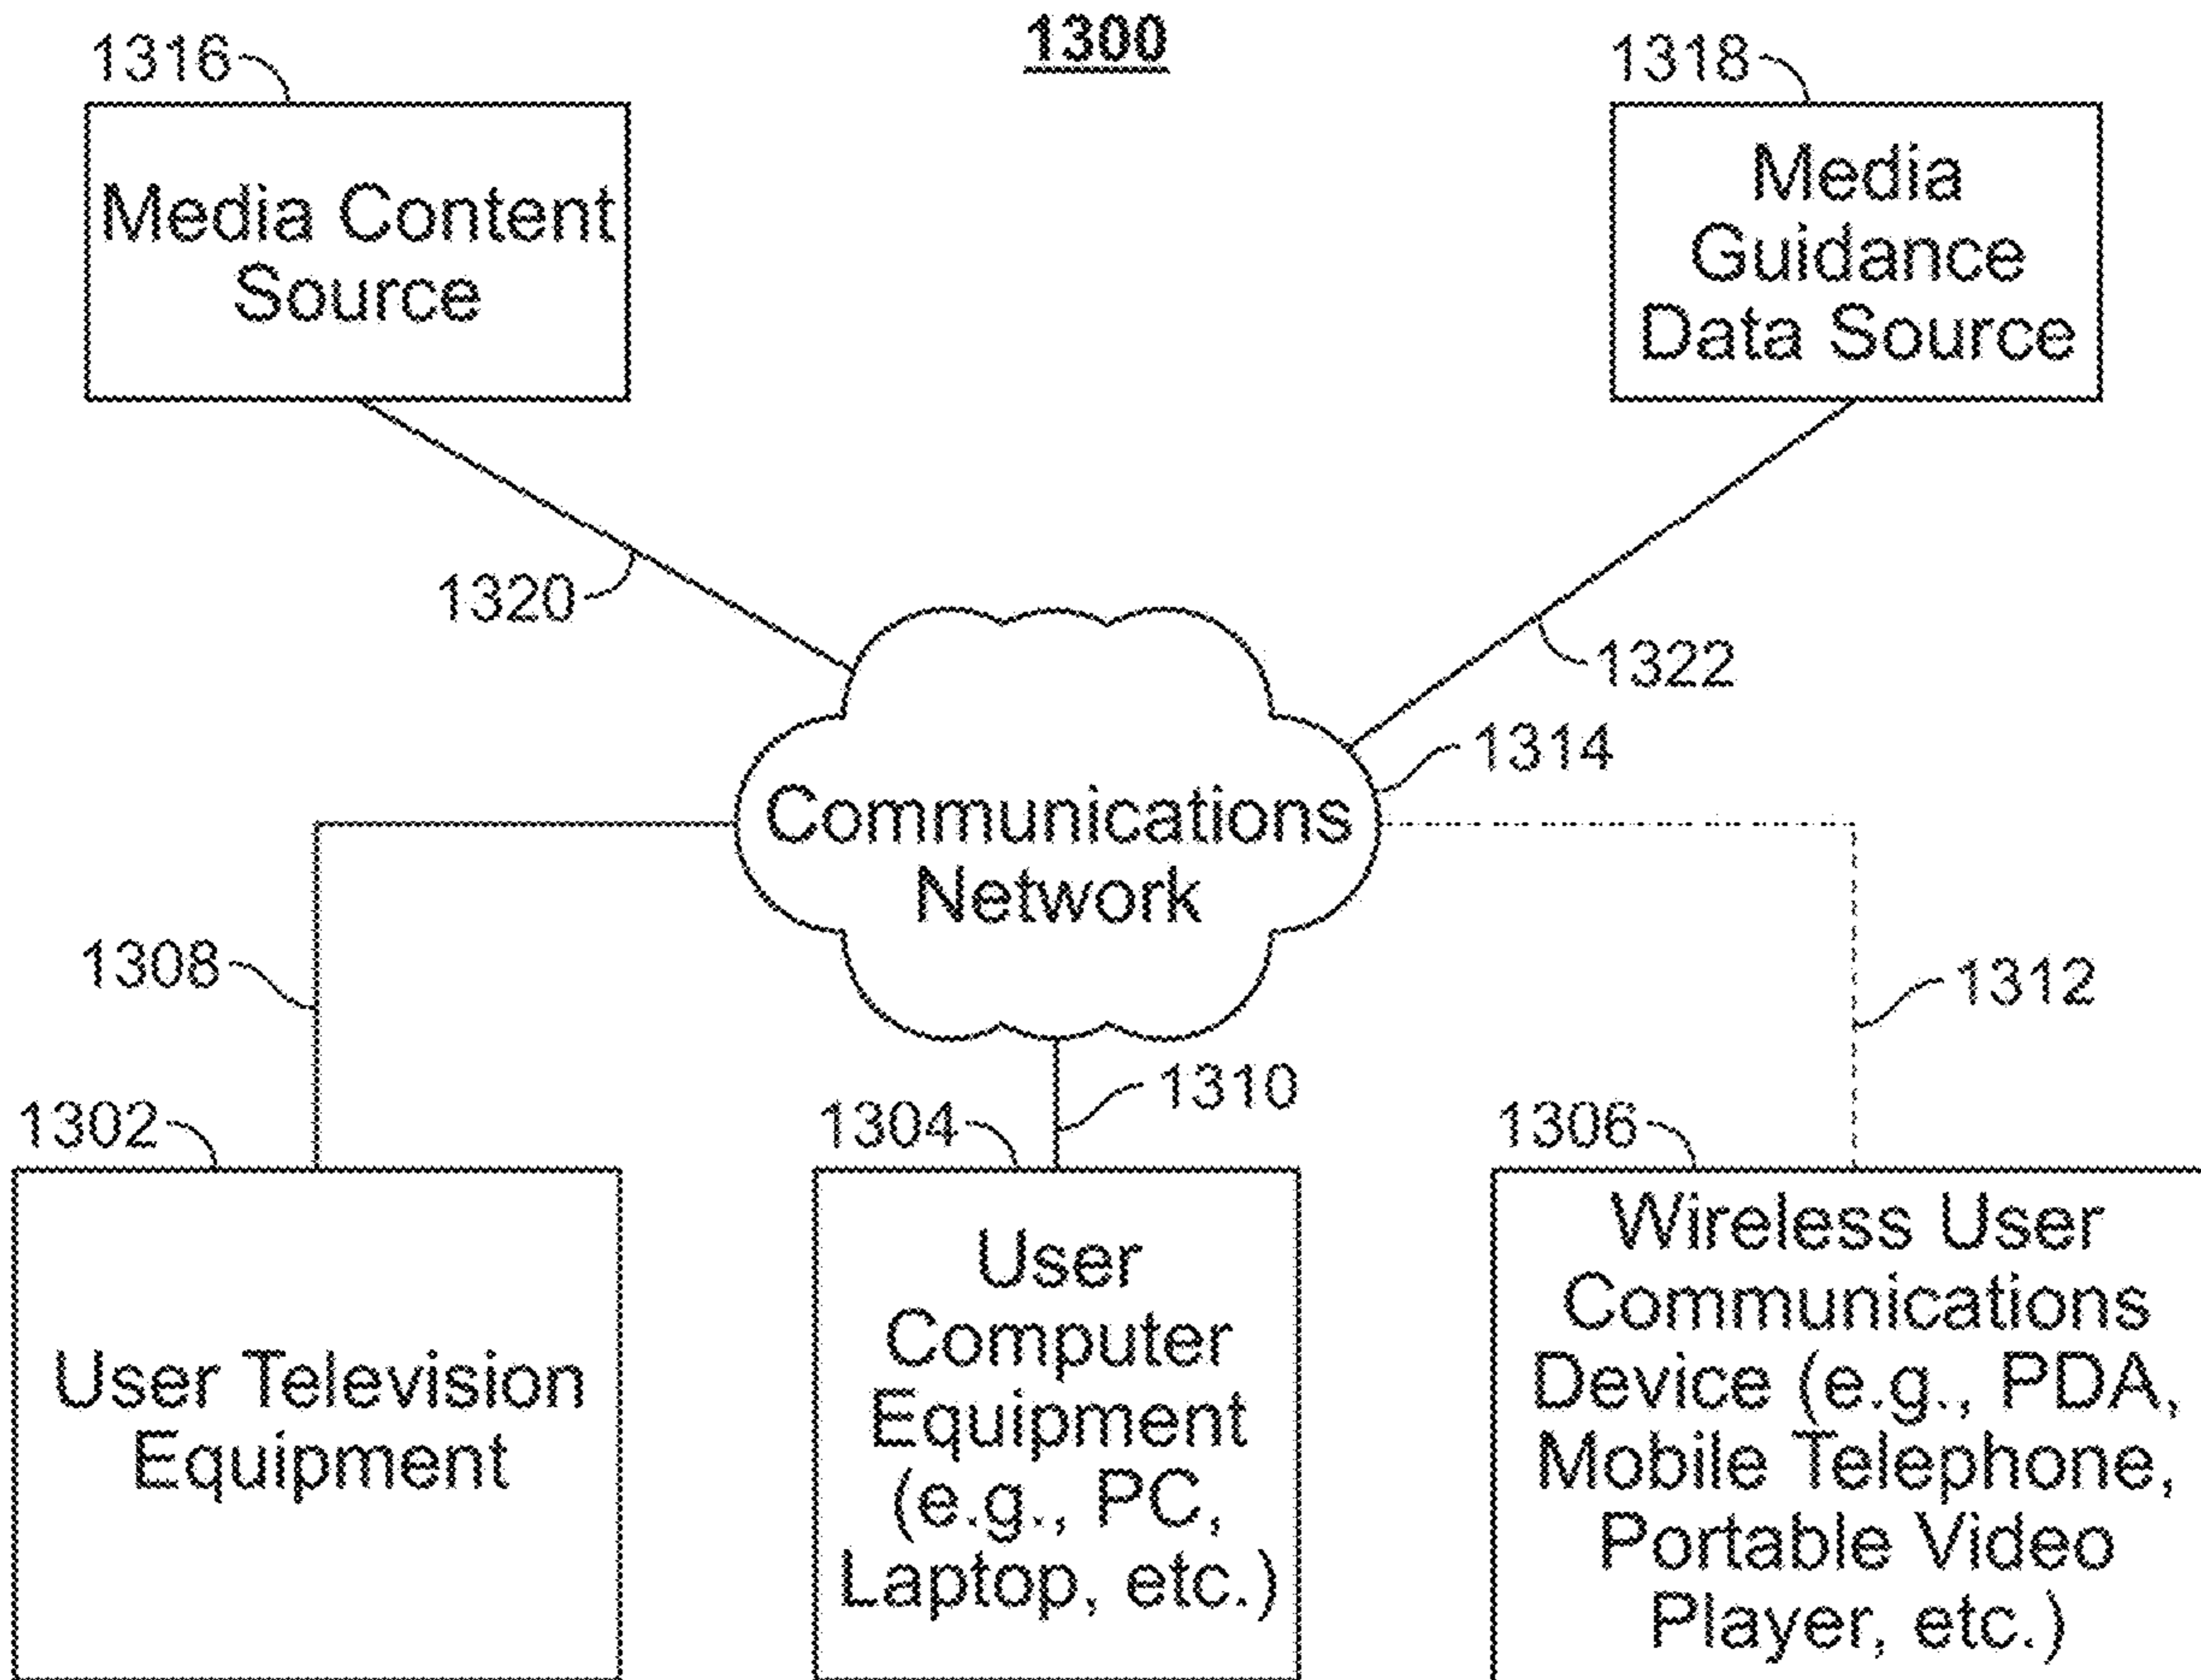 1300
1316
1318
Media Content
Source
Media
Guidance
Data Source
1320
1322
1314
Communications
Network
1308
1312
1310
1302
1304
1306
User Television
Equipment
User
Computer
Equipment
(e.g., PC,
Laptop, etc.)
Wireless User
Communications
Device (e.g., PDA,
Mobile Telephone,
Portable Video
Player, etc.)